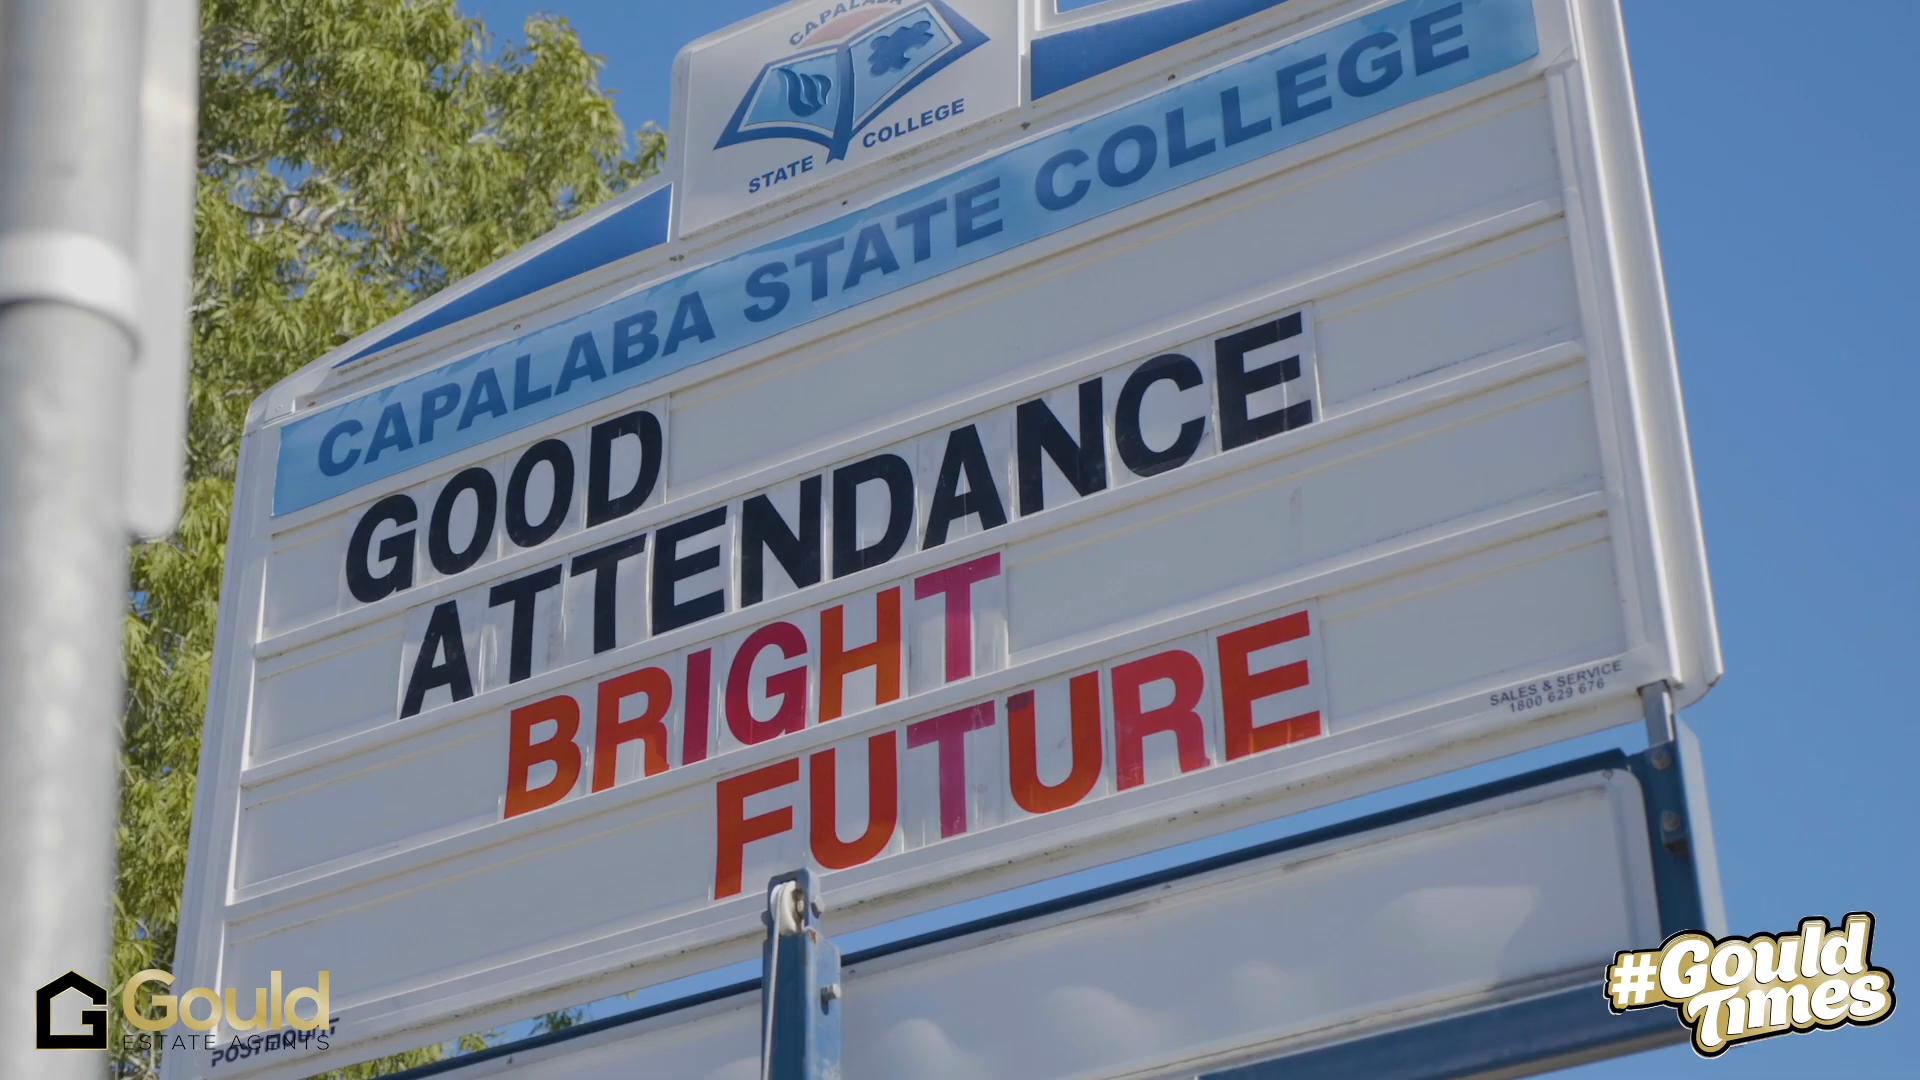 CAPALABA
STATE COLLEGE
CAPALABA STATE COLLEGE
GOOD
ATTENDANCE
BRIGHT
FUTURE
SALES & SERVICE
1800 629 676
POSTMOUNT
Gould
ESTATE AGENTS
#Gould
Times